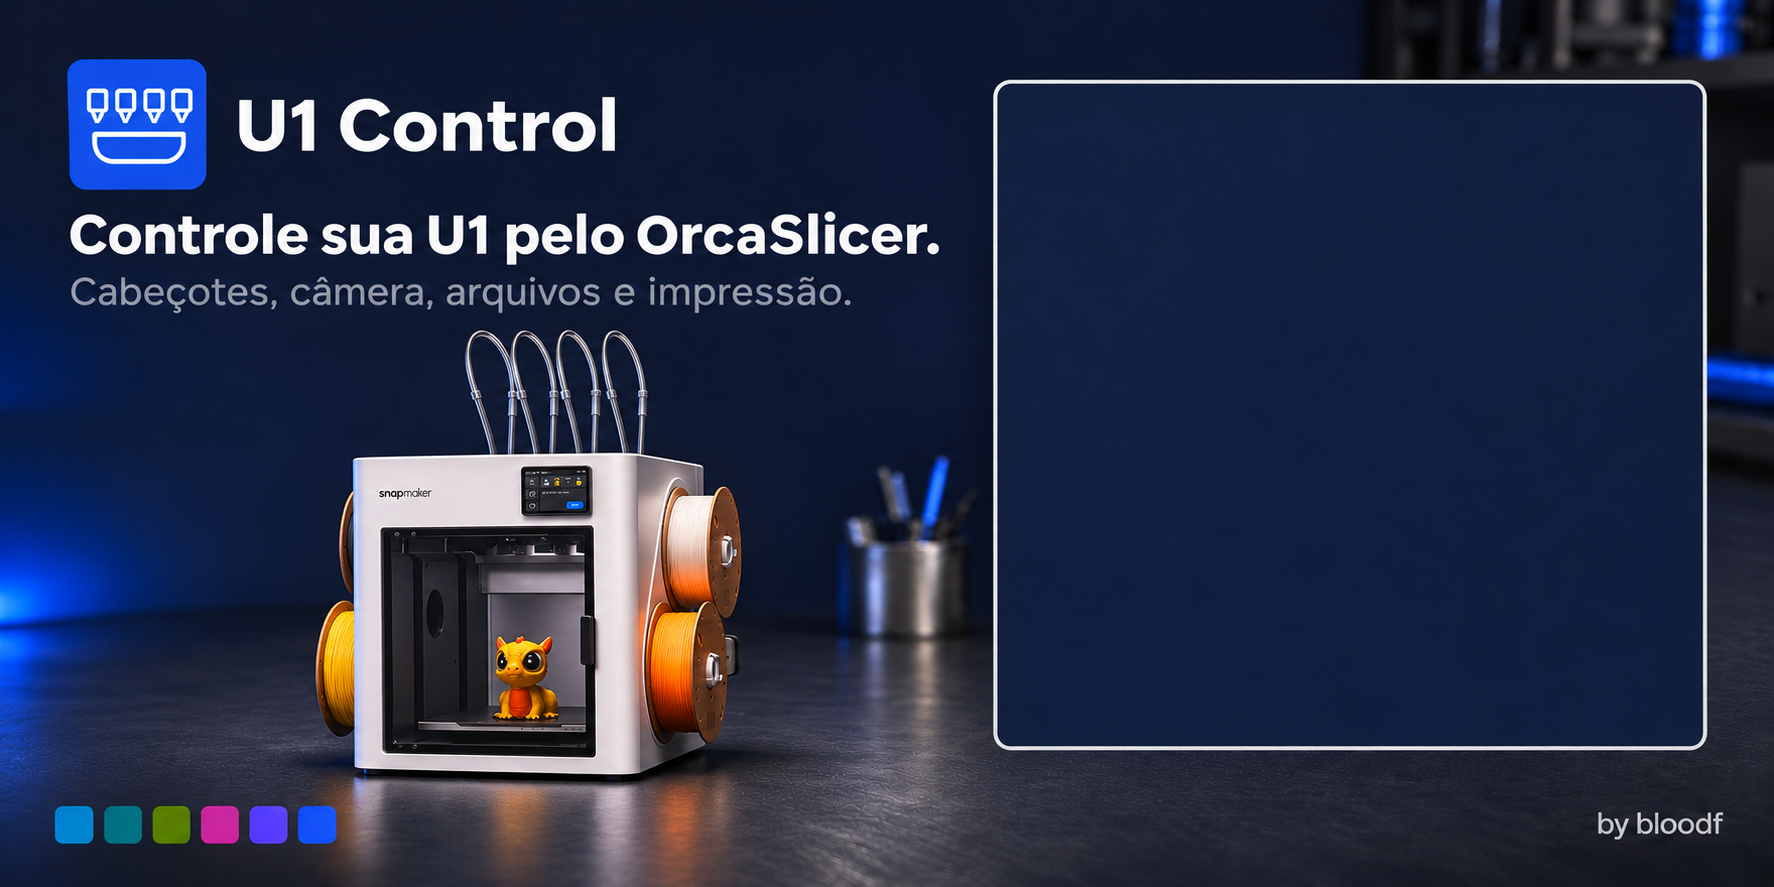 U1 Control
Controle sua U1 pelo OrcaSlicer.
Cabeçotes, câmera, arquivos e impressão.
snapmaker
by bloodf